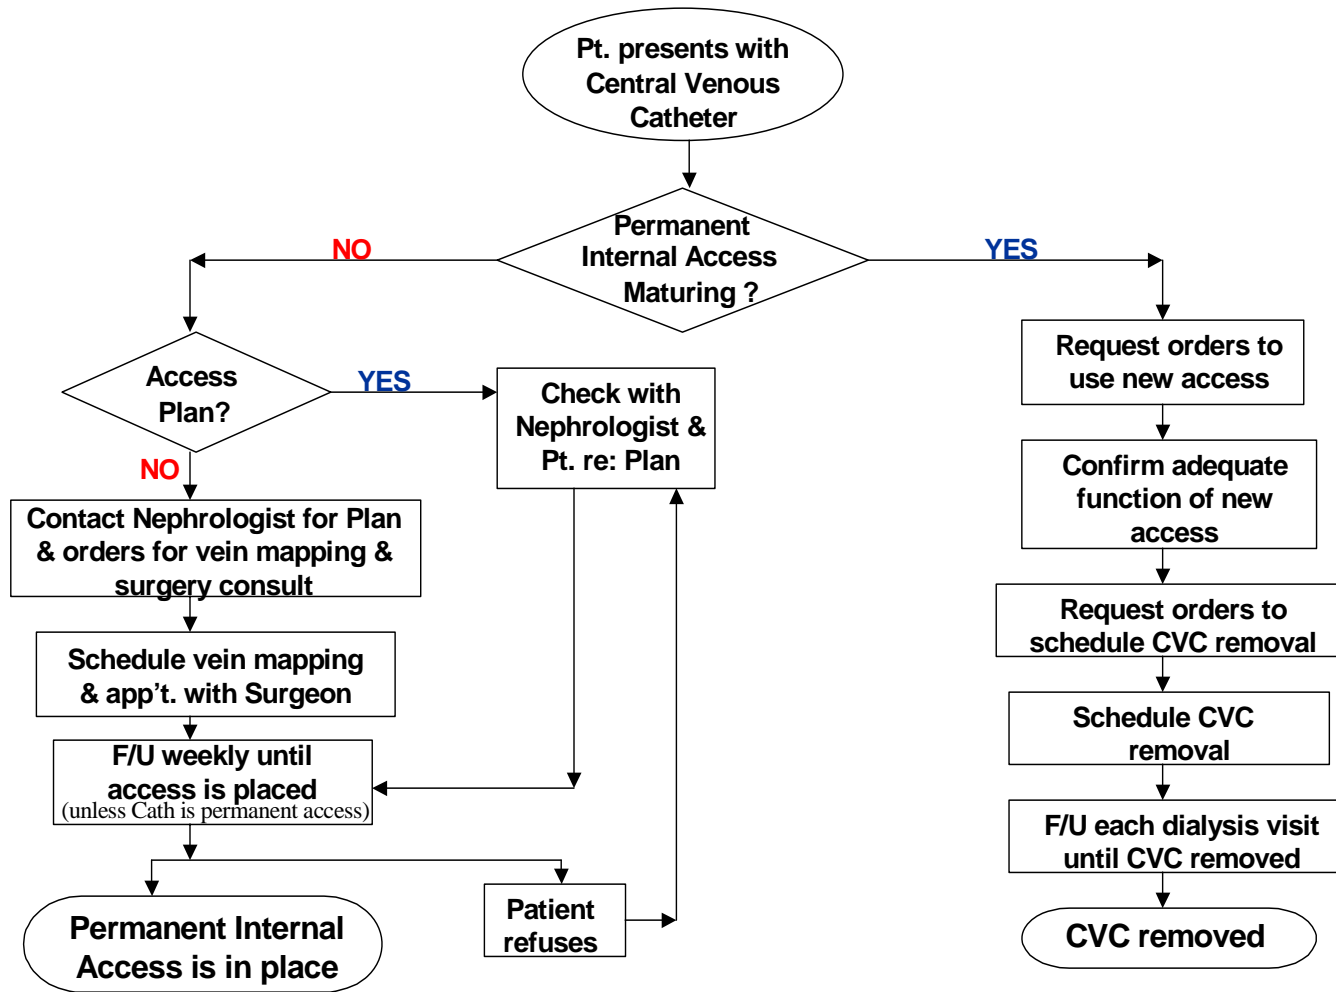 Pt. presents with
Central Venous
Catheter
Permanent
Internal Access
Maturing ?
NO
YES
Access
Plan?
YES
NO
Check with
Nephrologist &
Pt. re: Plan
Contact Nephrologist for Plan
& orders for vein mapping &
surgery consult
Schedule vein mapping
& app’t. with Surgeon
F/U weekly until
access is placed
(unless Cath is permanent access)
Permanent Internal
Access is in place
Patient
refuses
Request orders to
use new access
Confirm adequate
function of new
access
Request orders to
schedule CVC removal
Schedule CVC
removal
F/U each dialysis visit
until CVC removed
CVC removed